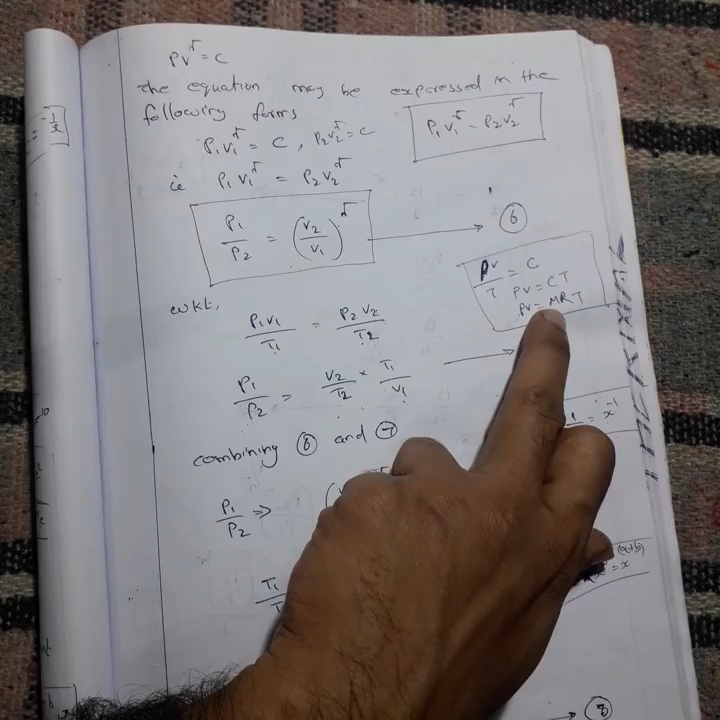 PV^γ = C
The equation may be experssed in the
following forms
P₁V₁^γ = C , P₂V₂^γ = C
P₁V₁^γ = P₂V₂^γ
ie P₁V₁^γ = P₂V₂^γ
P₁/P₂ = (V₂/V₁)^γ → ⑥
PV/T = C
PV = CT
PV = MRT
wkt,
P₁V₁/T₁ = P₂V₂/T₂
P₁/P₂ = V₂/T₂ × T₁/V₁ →
combining ⑥ and ⑦
P₁/P₂ ⇒
T₁
→ ⑧